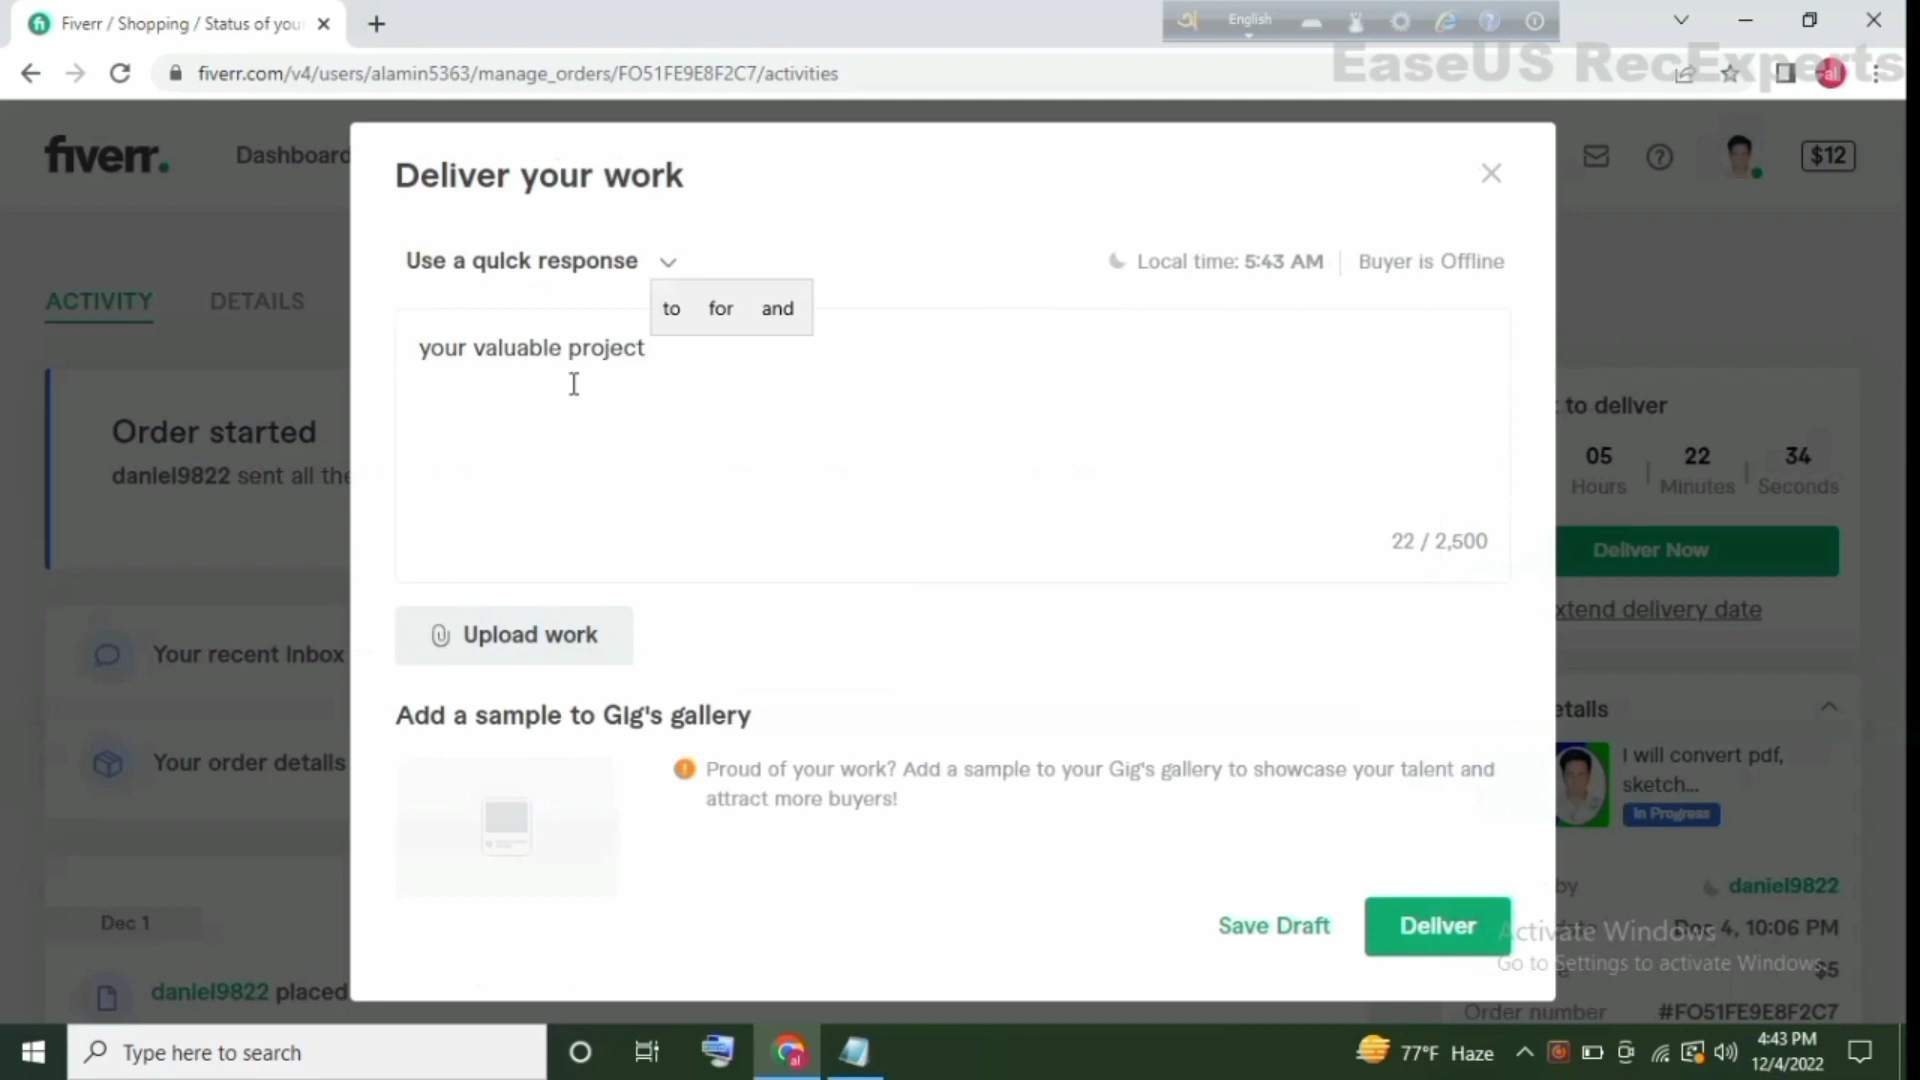 Fiverr / Shopping / Status of you
English
EaseUS RecExperts
fiverr.com/v4/users/alamin5363/manage_orders/FO51FE9E8F2C7/activities
al
fiverr.
Dashboard
$12
Deliver your work
Use a quick response
Local time: 5:43 AM
Buyer is Offline
to for and
ACTIVITY
DETAILS
your valuable project
22 / 2,500
Order started
daniel9822 sent all the
to deliver
05 22 34
Hours Minutes Seconds
Deliver Now
xtend delivery date
Upload work
Your recent Inbox
Add a sample to Gig's gallery
etails
Proud of your work? Add a sample to your Gig's gallery to showcase your talent and
attract more buyers!
I will convert pdf,
sketch...
In Progress
Your order details
by daniel9822
Dec 1
Save Draft
Deliver
Activate Windows
4, 10:06 PM
Go to Settings to activate Windows.
$5
daniel9822 placed
Order number #FO51FE9E8F2C7
Type here to search
al
77°F Haze
4:43 PM
12/4/2022